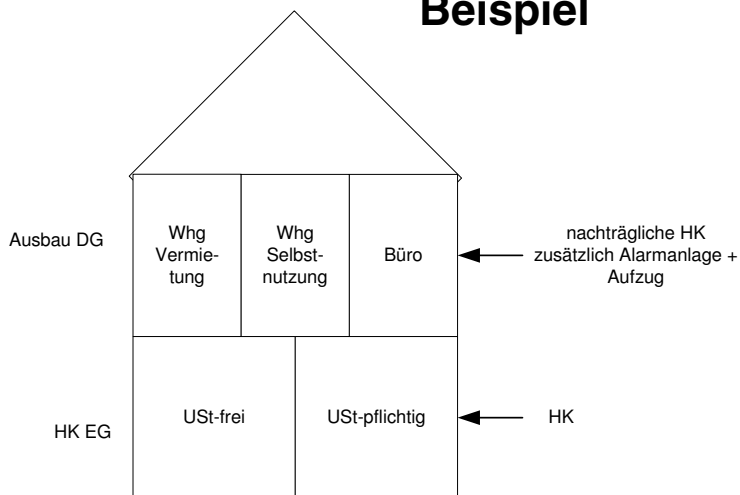 Beispiel
Ausbau DG
Whg
Vermie-
tung
Whg
Selbst-
nutzung
Büro
nachträgliche HK
zusätzlich Alarmanlage +
Aufzug
HK EG
USt-frei
USt-pflichtig
HK